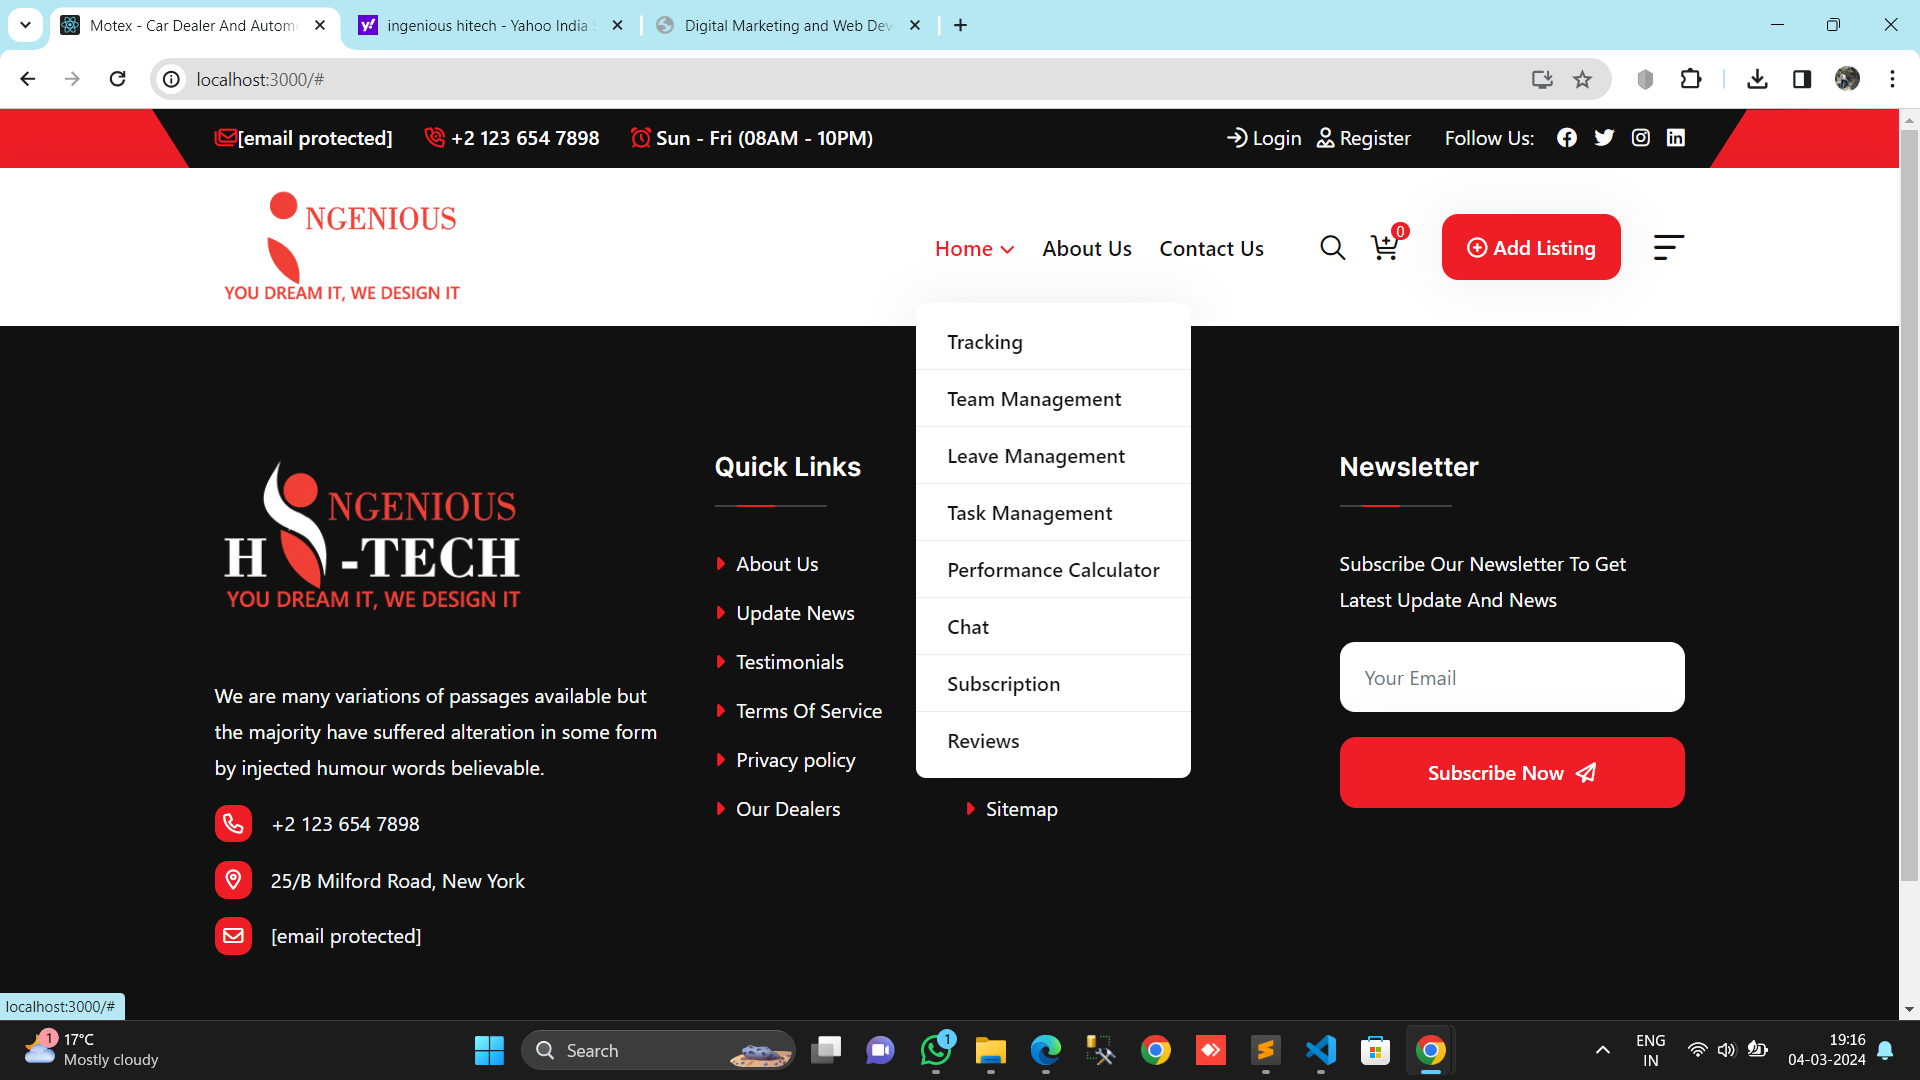 Motex - Car Dealer And Autom
ingenious hitech - Yahoo India S
Digital Marketing and Web Dev
localhost:3000/#
[email protected]
+2 123 654 7898
Sun - Fri (08AM - 10PM)
Login
Register
Follow Us:
NGENIOUS
YOU DREAM IT, WE DESIGN IT
Home
About Us
Contact Us
0
Add Listing
Tracking
Team Management
Leave Management
Task Management
Performance Calculator
Chat
Subscription
Reviews
NGENIOUS
H -TECH
YOU DREAM IT, WE DESIGN IT
We are many variations of passages available but
the majority have suffered alteration in some form
by injected humour words believable.
+2 123 654 7898
25/B Milford Road, New York
[email protected]
Quick Links
About Us
Update News
Testimonials
Terms Of Service
Privacy policy
Our Dealers
Sitemap
Newsletter
Subscribe Our Newsletter To Get
Latest Update And News
Your Email
Subscribe Now
localhost:3000/#
1
17°C
Mostly cloudy
Search
1
ENG
IN
19:16
04-03-2024